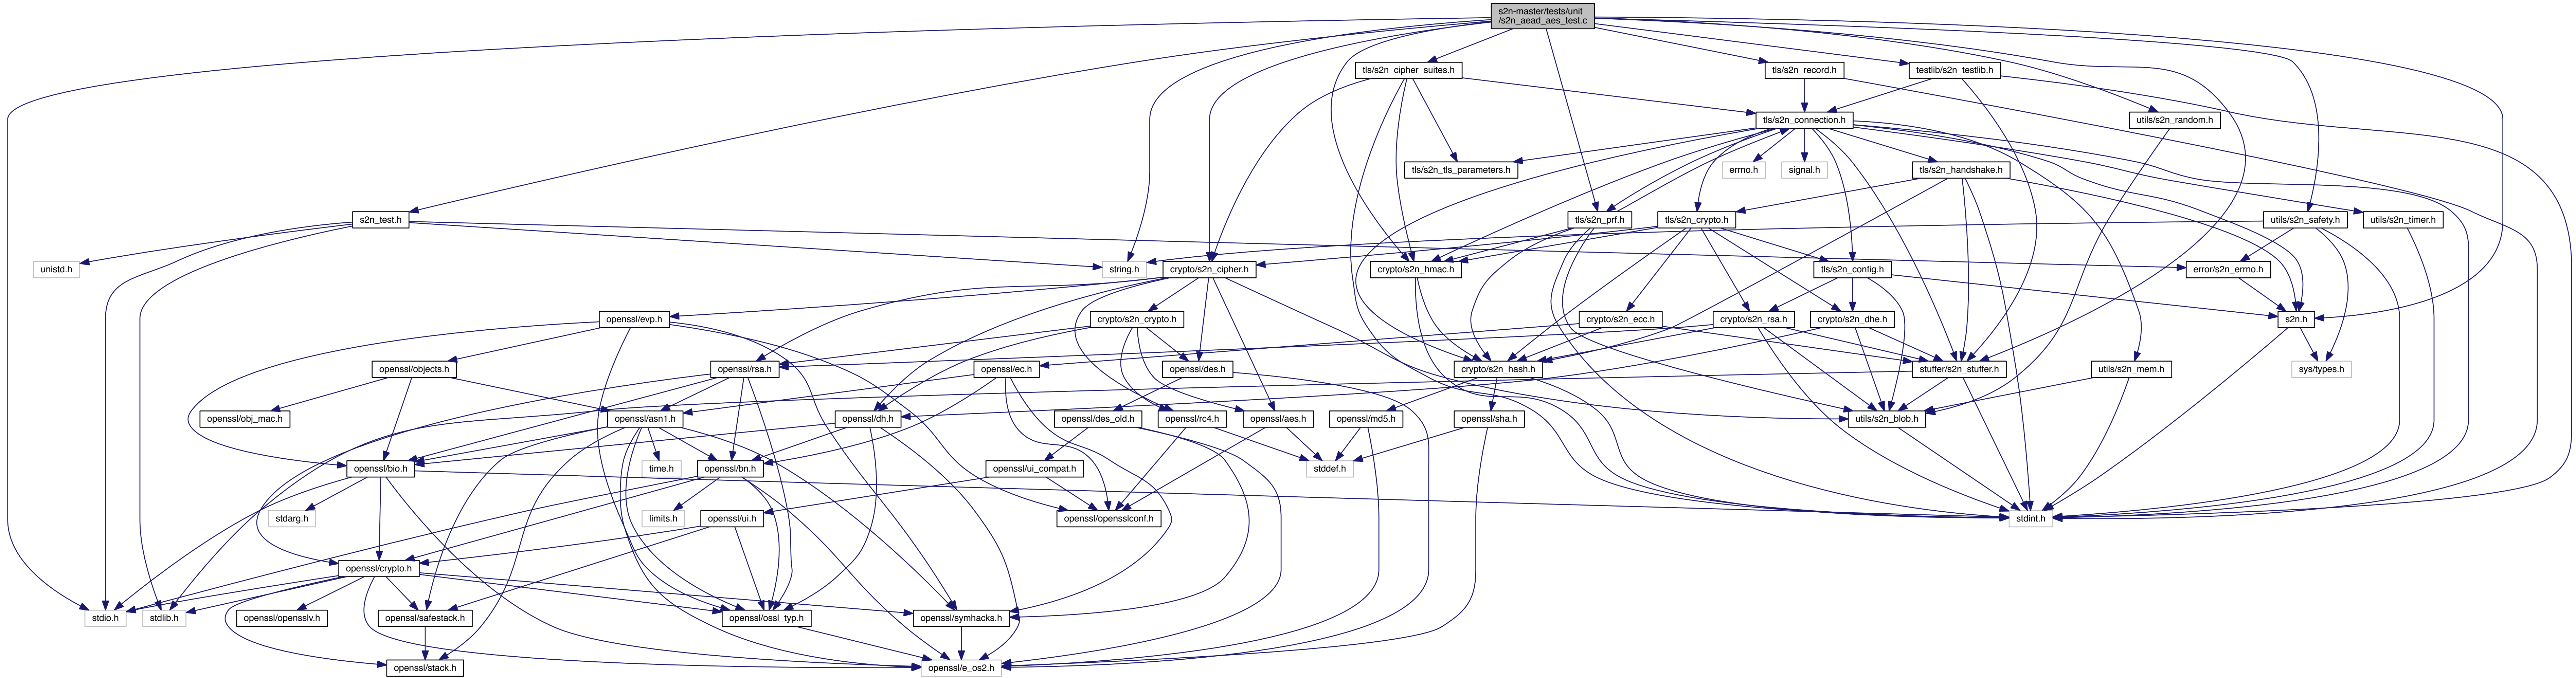 s2n-master/tests/unit
/s2n_aead_aes_test.c
tls/s2n_cipher_suites.h
tls/s2n_record.h
testlib/s2n_testlib.h
tls/s2n_connection.h
utils/s2n_random.h
tls/s2n_tls_parameters.h
errno.h
signal.h
tls/s2n_handshake.h
s2n_test.h
tls/s2n_prf.h
tls/s2n_crypto.h
utils/s2n_safety.h
utils/s2n_timer.h
unistd.h
string.h
crypto/s2n_cipher.h
crypto/s2n_hmac.h
tls/s2n_config.h
error/s2n_errno.h
openssl/evp.h
crypto/s2n_crypto.h
crypto/s2n_ecc.h
crypto/s2n_rsa.h
crypto/s2n_dhe.h
s2n.h
openssl/objects.h
openssl/rsa.h
openssl/ec.h
openssl/des.h
crypto/s2n_hash.h
stuffer/s2n_stuffer.h
utils/s2n_mem.h
sys/types.h
openssl/obj_mac.h
openssl/asn1.h
openssl/dh.h
openssl/des_old.h
openssl/rc4.h
openssl/aes.h
openssl/md5.h
openssl/sha.h
utils/s2n_blob.h
openssl/bio.h
time.h
openssl/bn.h
openssl/ui_compat.h
stddef.h
stdarg.h
limits.h
openssl/ui.h
openssl/opensslconf.h
stdint.h
openssl/crypto.h
stdio.h
stdlib.h
openssl/opensslv.h
openssl/safestack.h
openssl/ossl_typ.h
openssl/symhacks.h
openssl/stack.h
openssl/e_os2.h